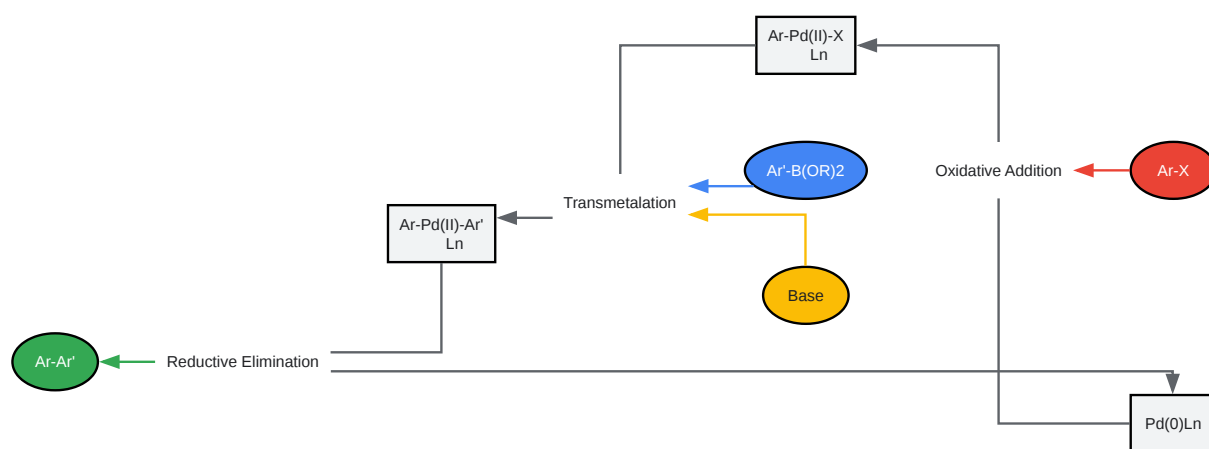 Ar-Pd(II)-X
Ln
Ar'-B(OR)2
Oxidative Addition
Ar-X
Transmetalation
Ar-Pd(II)-Ar'
Ln
Base
Ar-Ar'
Reductive Elimination
Pd(0)Ln